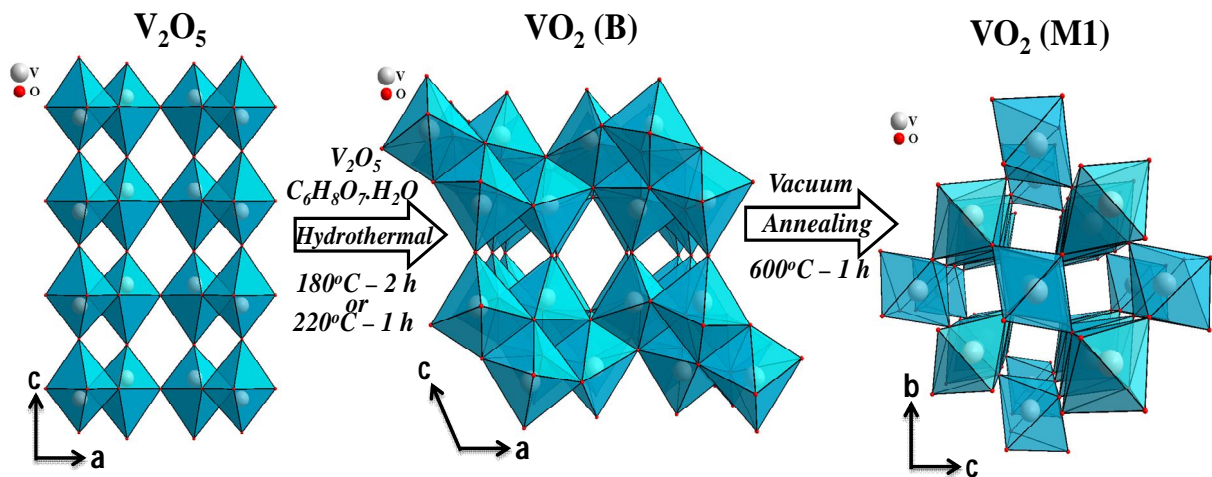 V₂O₅
V
O
c
a
V₂O₅
C₆H₈O₇.H₂O
Hydrothermal
180°C – 2 h
or
220°C – 1 h
VO₂ (B)
V
O
c
a
Vacuum
Annealing
600°C – 1 h
VO₂ (M1)
V
O
b
c